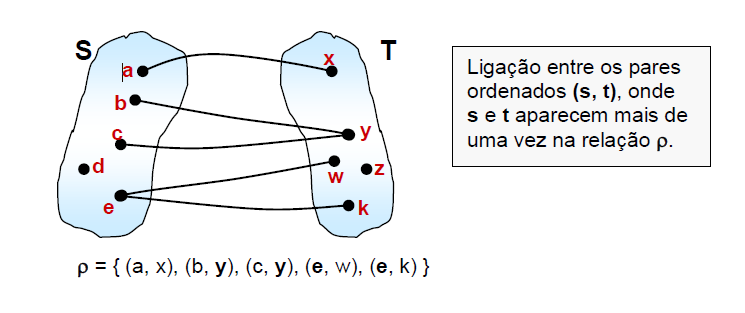 S
T
a
x
b
c
y
d
w
z
e
k
Ligação entre os pares
ordenados (s, t), onde
s e t aparecem mais de
uma vez na relação ρ.
ρ = { (a, x), (b, y), (c, y), (e, w), (e, k) }